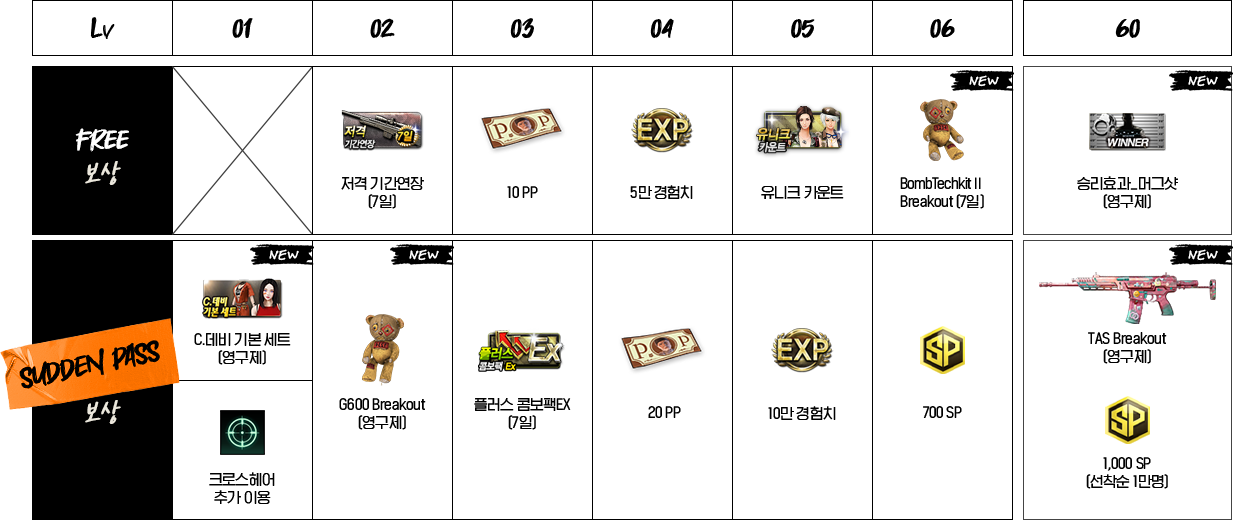 Lv 01 02 03 04 05 06 60
FREE
보상
저격
기간연장
7일
저격 기간연장
(7일)
POP
10 PP
EXP
5만 경험치
유니크
카운트
유니크 카운트
NEW
BombTechkit II
Breakout (7일)
NEW
WINNER
승리효과_머그샷
(영구제)
SUDDEN PASS
보상
NEW
C.데비
기본 세트
C.데비 기본 세트
(영구제)
크로스헤어
추가 이용
NEW
G600 Breakout
(영구제)
플러스
콤보팩 Ex
Ex
플러스 콤보팩EX
(7일)
POP
20 PP
EXP
10만 경험치
SP
700 SP
NEW
TAS Breakout
(영구제)
SP
1,000 SP
(선착순 1만명)